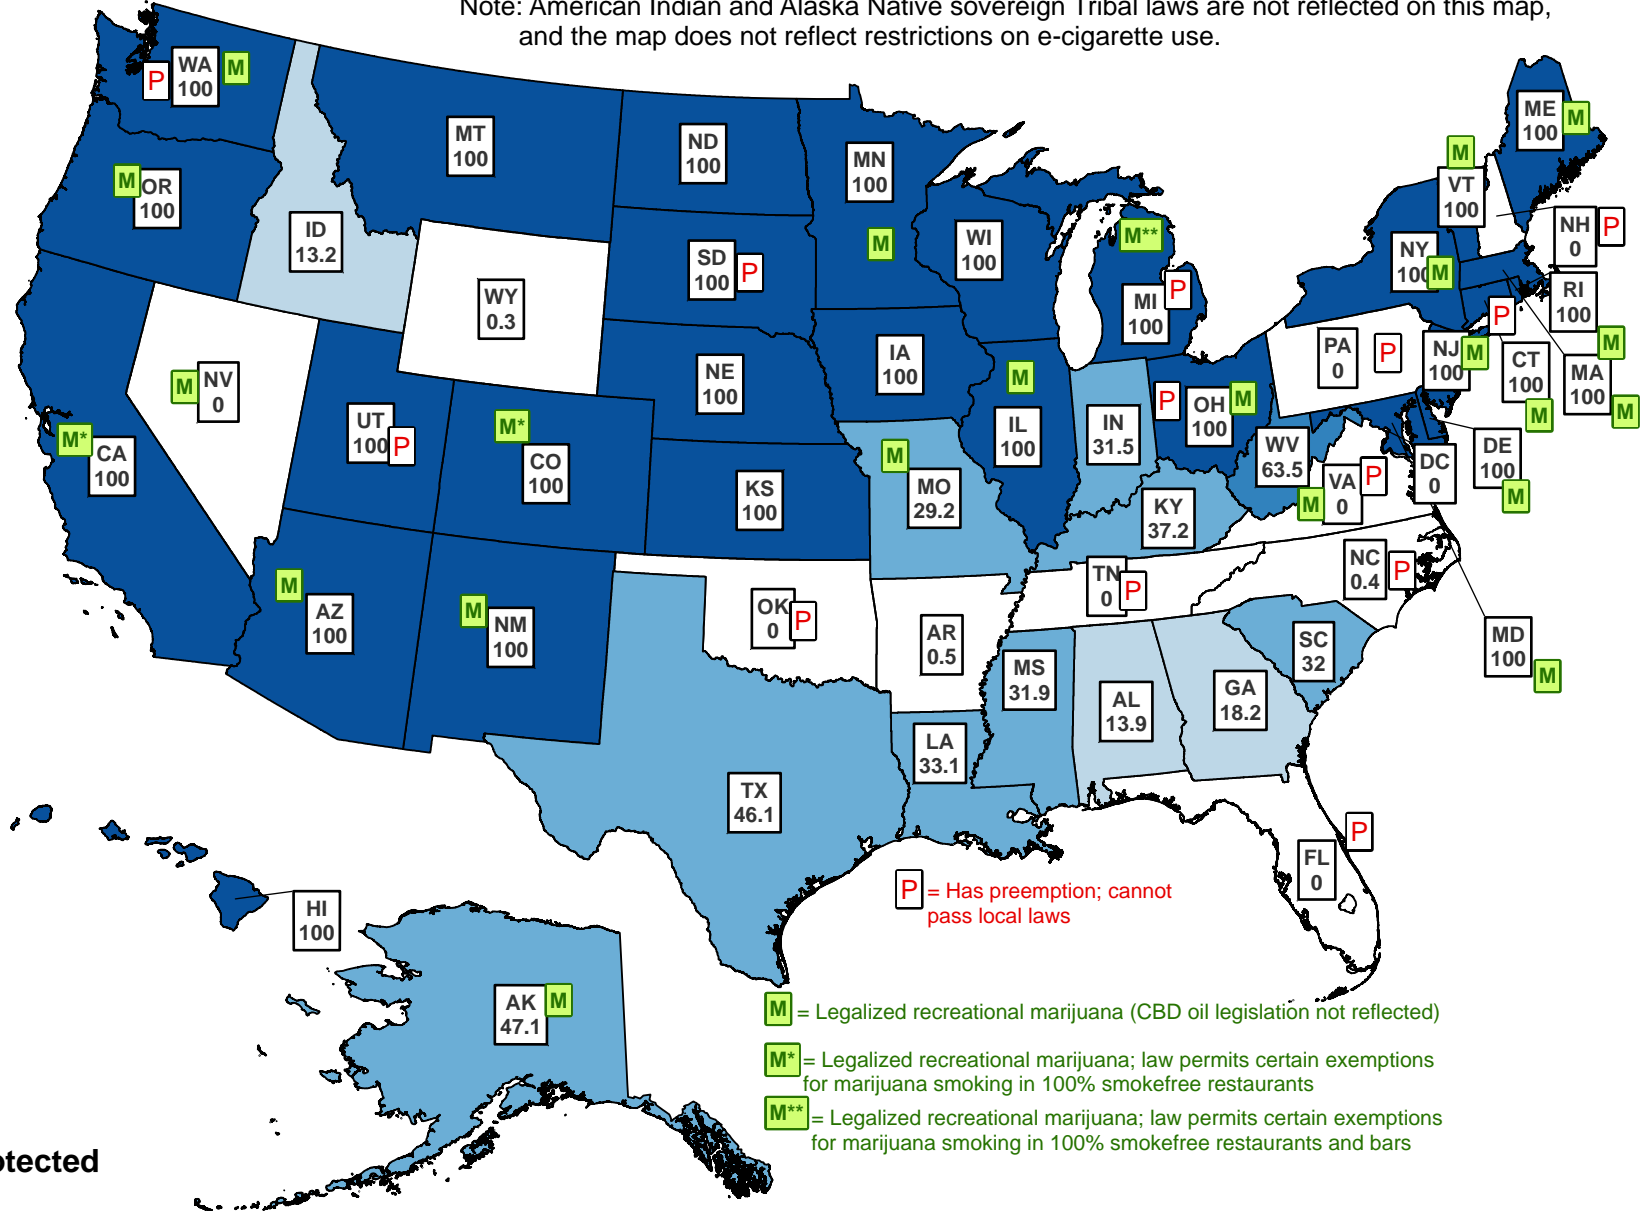 Note: American Indian and Alaska Native sovereign Tribal laws are not reflected on this map,
and the map does not reflect restrictions on e-cigarette use.
P
WA
100
M
MT
100
ND
100
MN
100
M
ME
100
M
M
VT
100
M
OR
100
ID
13.2
WI
100
M**
NH
0
P
NY
100
M
SD
100
P
WY
0.3
MI
100
P
RI
100
M
P
IA
100
PA
0
P
NJ
100
M
CT
100
M
MA
100
M
M
NV
0
NE
100
M
IL
100
P
OH
100
M
UT
100
P
M*
CO
100
IN
31.5
M*
CA
100
M
MO
29.2
WV
63.5
P
VA
0
M
DC
0
DE
100
M
KS
100
KY
37.2
NC
0.4
P
TN
0
P
M
AZ
100
M
NM
100
OK
0
P
AR
0.5
SC
32
MD
100
M
MS
31.9
AL
13.9
GA
18.2
LA
33.1
TX
46.1
P
FL
0
HI
100
P = Has preemption; cannot
pass local laws
AK
47.1
M
M = Legalized recreational marijuana (CBD oil legislation not reflected)
M* = Legalized recreational marijuana; law permits certain exemptions
for marijuana smoking in 100% smokefree restaurants
M** = Legalized recreational marijuana; law permits certain exemptions
for marijuana smoking in 100% smokefree restaurants and bars